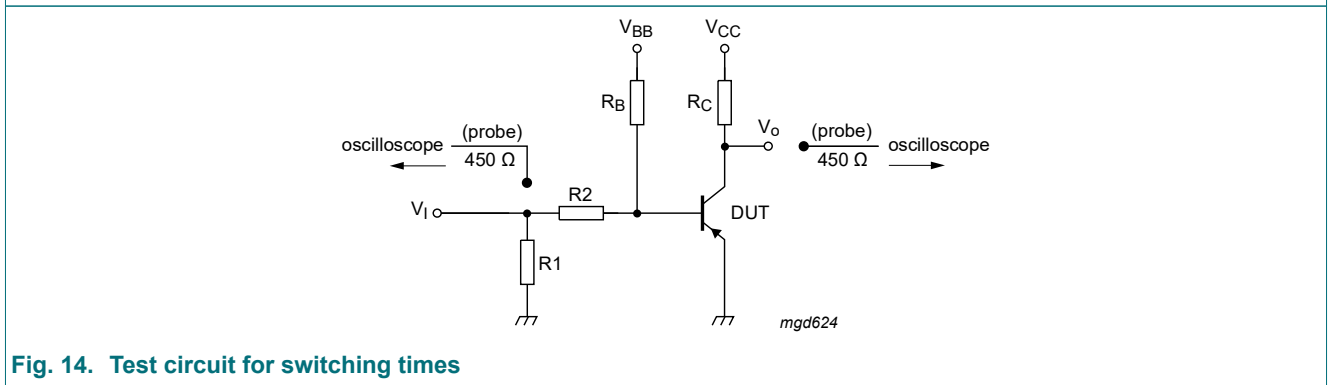 V_BB V_CC
R_B R_C
V_o
oscilloscope (probe) 450 Ω
(probe) 450 Ω oscilloscope
V_I
R2
DUT
R1
mgd624
Fig. 14. Test circuit for switching times